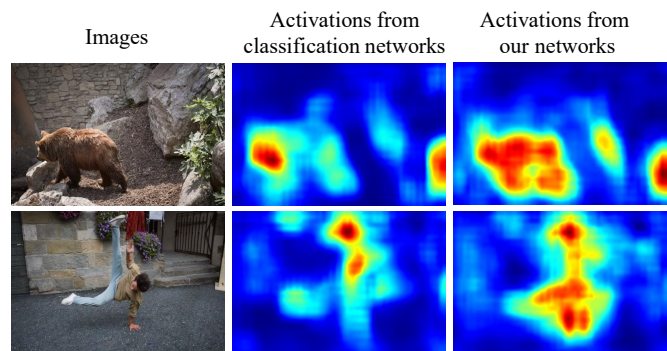 Images
Activations from
classification networks
Activations from
our networks